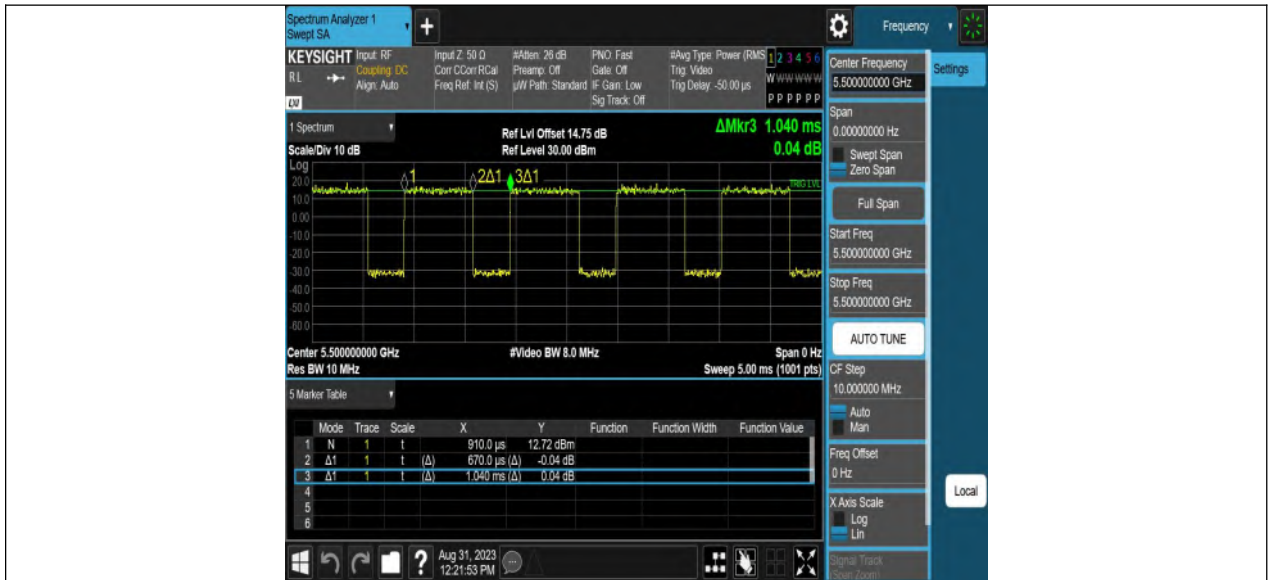 Spectrum Analyzer 1
Swept SA
+
Frequency
KEYSIGHT Input: RF Input Z: 50 Ω #Atten: 26 dB PNO: Fast #Avg Type: Power (RMS 1 2 3 4 5 6
RL Coupling: DC Corr CCorr RCal Preamp: Off Gate: Off Trig: Video W W W W W W
Align: Auto Freq Ref: Int (S) µW Path: Standard IF Gain: Low Trig Delay: -50.00 µs
LXI Sig Track: Off P P P P P P
1 Spectrum
Ref Lvl Offset 14.75 dB
ΔMkr3 1.040 ms
Scale/Div 10 dB
Ref Level 30.00 dBm
0.04 dB
Log
1 2Δ1 3Δ1
20.0
TRIG LVL
10.0
0.00
-10.0
-20.0
-30.0
-40.0
-50.0
-60.0
Center 5.500000000 GHz #Video BW 8.0 MHz Span 0 Hz
Res BW 10 MHz Sweep 5.00 ms (1001 pts)
5 Marker Table
Mode Trace Scale X Y Function Function Width Function Value
1 N 1 t 910.0 µs 12.72 dBm
2 Δ1 1 t (Δ) 670.0 µs (Δ) -0.04 dB
3 Δ1 1 t (Δ) 1.040 ms (Δ) 0.04 dB
4
5
6
Aug 31, 2023
12:21:53 PM
?
Center Frequency
5.500000000 GHz
Settings
Span
0.00000000 Hz
Swept Span
Zero Span
Full Span
Start Freq
5.500000000 GHz
Stop Freq
5.500000000 GHz
AUTO TUNE
CF Step
10.000000 MHz
Auto
Man
Freq Offset
0 Hz
Local
X Axis Scale
Log
Lin
Signal Track
(Span Zoom)